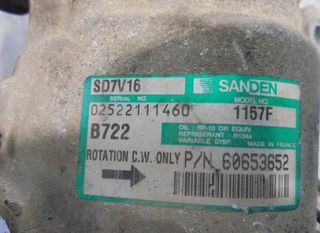 SD7V16
SANDEN
SERIAL NO.
MODEL NO.
02522111460
1157F
B722
OIL : SP-10 OR EQUIV.
REFRIGERANT : R134a
VARIABLE DISP.
MADE IN FRANCE
ROTATION C.W. ONLY
P/N. 60653652